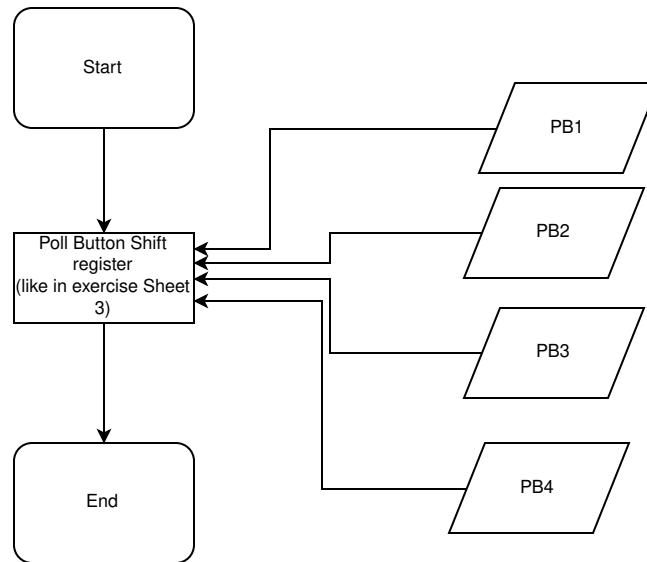 Start
PB1
Poll Button Shift
register
(like in exercise Sheet
3)
PB2
PB3
PB4
End